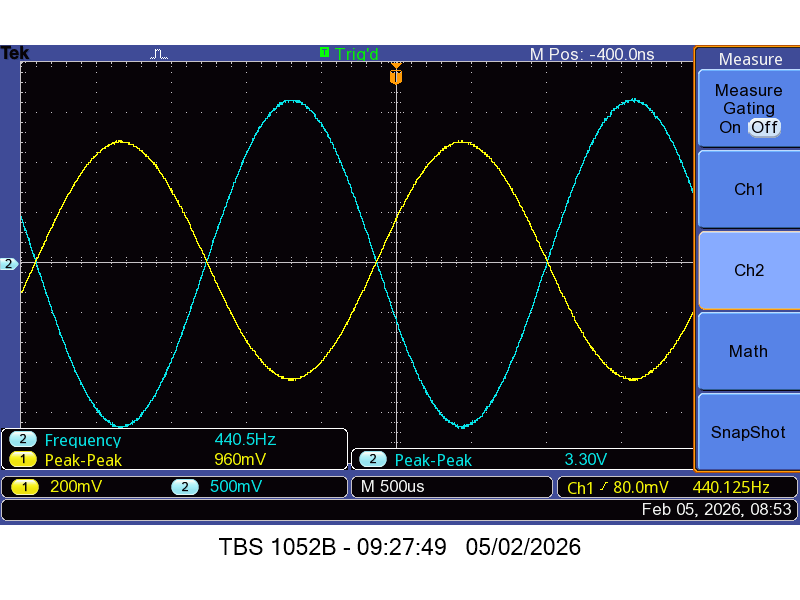 Tek T Trig'd M Pos: -400.0ns
T
2
Measure
Measure
Gating
On Off
Ch1
Ch2
Math
SnapShot
2 Frequency 440.5Hz
1 Peak-Peak 960mV
2 Peak-Peak 3.30V
1 200mV 2 500mV M 500us Ch1 80.0mV 440.125Hz
Feb 05, 2026, 08:53
TBS 1052B - 09:27:49 05/02/2026